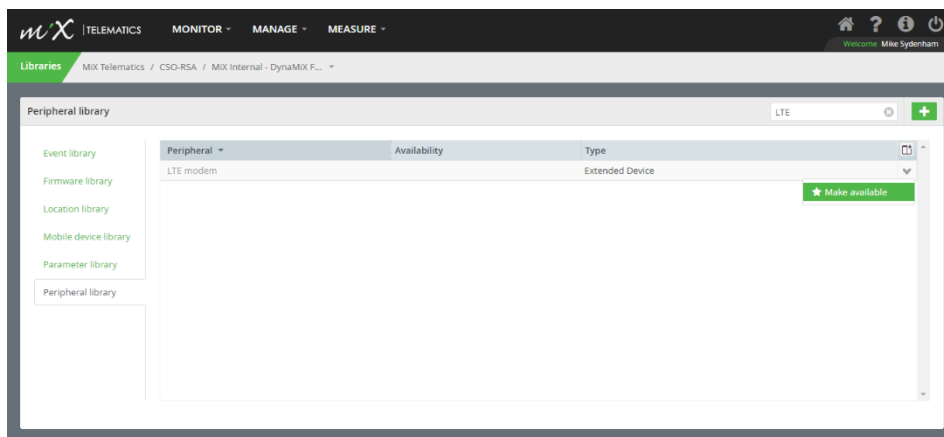 miX TELEMATICS MONITOR MANAGE MEASURE
Welcome Mike Sydenham
Libraries MiX Telematics / CSO-RSA / MiX Internal - DynaMiX F...
Peripheral library LTE
Peripheral Availability Type
LTE modem Extended Device
Make available
Event library
Firmware library
Location library
Mobile device library
Parameter library
Peripheral library